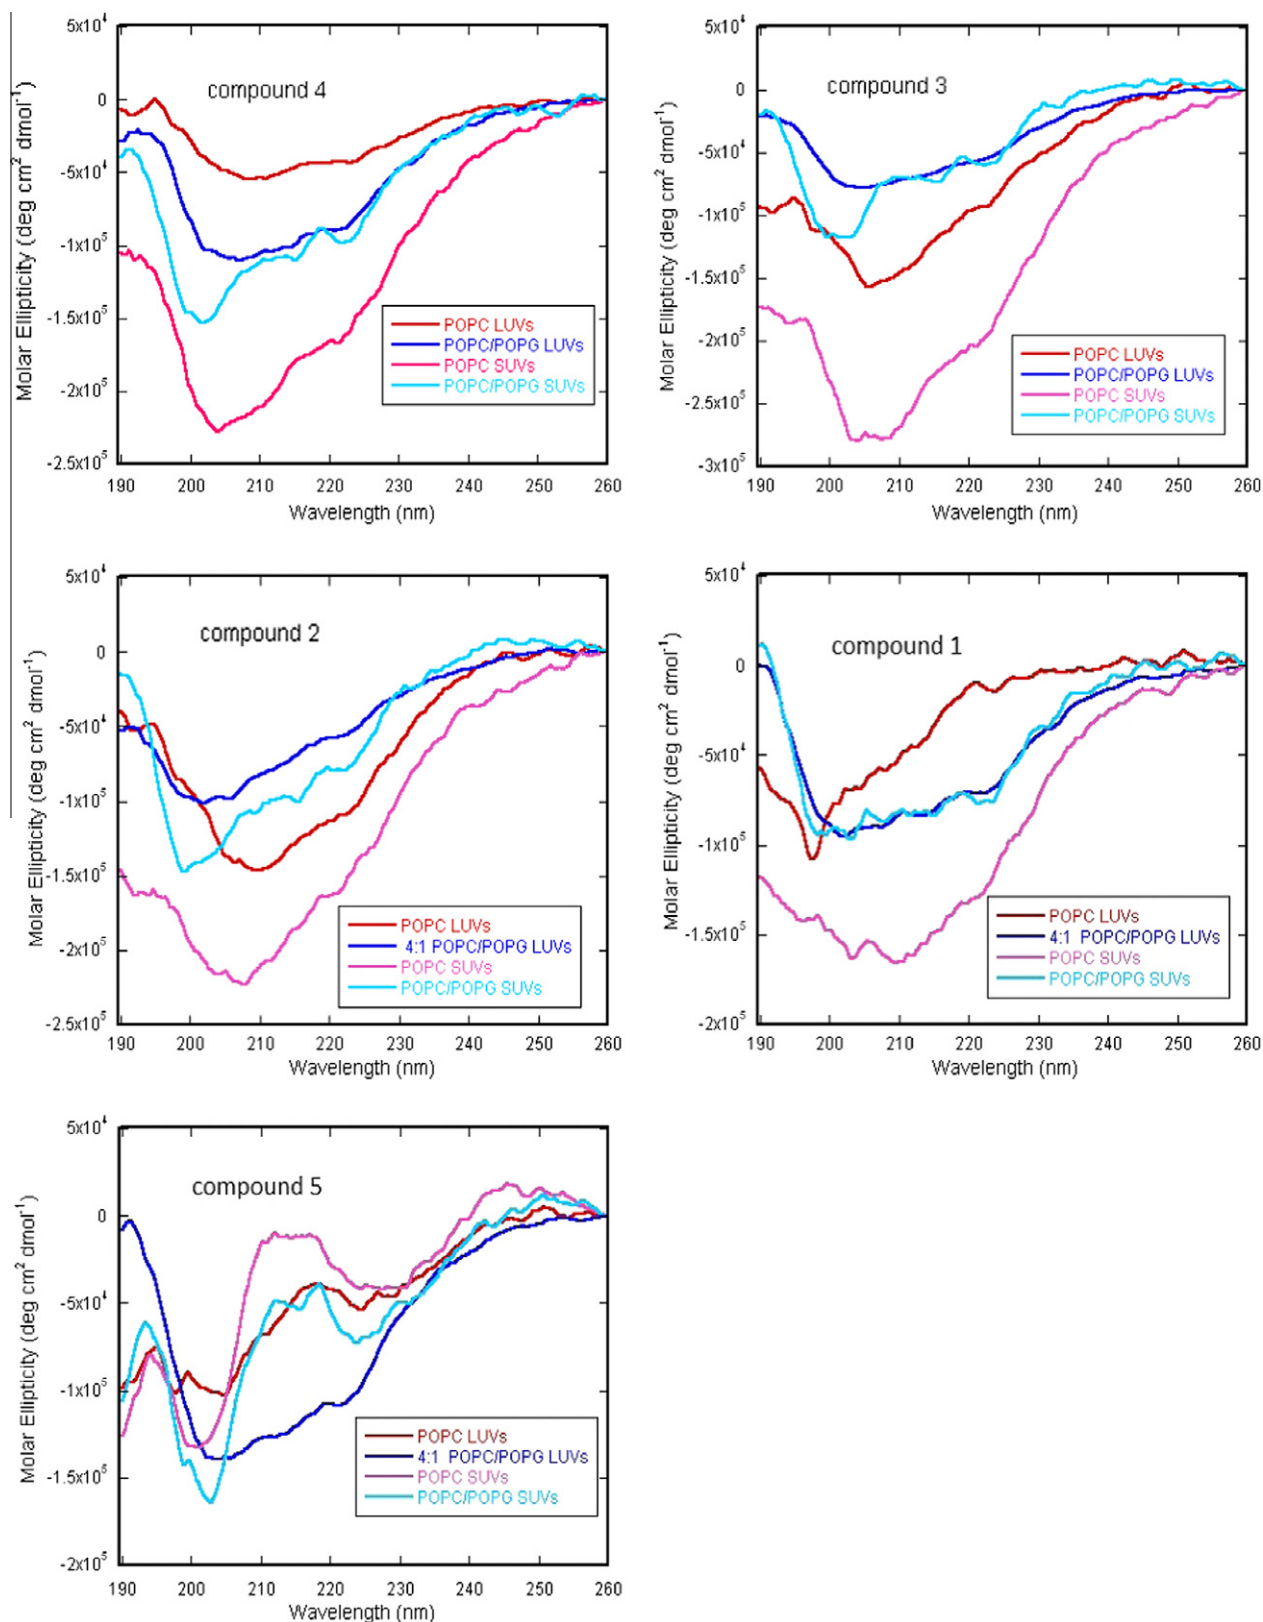 compound 4
Molar Ellipticity (deg cm² dmol⁻¹)
5x10⁴
0
-5x10⁴
-1x10⁵
-1.5x10⁵
-2x10⁵
-2.5x10⁵
POPC LUVs
POPC/POPG LUVs
POPC SUVs
POPC/POPG SUVs
190 200 210 220 230 240 250 260
Wavelength (nm)
compound 3
Molar Ellipticity (deg cm² dmol⁻¹)
5x10⁴
0
-5x10⁴
-1x10⁵
-1.5x10⁵
-2x10⁵
-2.5x10⁵
-3x10⁵
POPC LUVs
POPC/POPG LUVs
POPC SUVs
POPC/POPG SUVs
190 200 210 220 230 240 250 260
Wavelength (nm)
compound 2
Molar Ellipticity (deg cm² dmol⁻¹)
5x10⁴
0
-5x10⁴
-1x10⁵
-1.5x10⁵
-2x10⁵
-2.5x10⁵
POPC LUVs
4:1 POPC/POPG LUVs
POPC SUVs
POPC/POPG SUVs
190 200 210 220 230 240 250 260
Wavelength (nm)
compound 1
Molar Ellipticity (deg cm² dmol⁻¹)
5x10⁴
0
-5x10⁴
-1x10⁵
-1.5x10⁵
-2x10⁵
POPC LUVs
4:1 POPC/POPG LUVs
POPC SUVs
POPC/POPG SUVs
190 200 210 220 230 240 250 260
Wavelength (nm)
compound 5
Molar Ellipticity (deg cm² dmol⁻¹)
5x10⁴
0
-5x10⁴
-1x10⁵
-1.5x10⁵
-2x10⁵
POPC LUVs
4:1 POPC/POPG LUVs
POPC SUVs
POPC/POPG SUVs
190 200 210 220 230 240 250 260
Wavelength (nm)